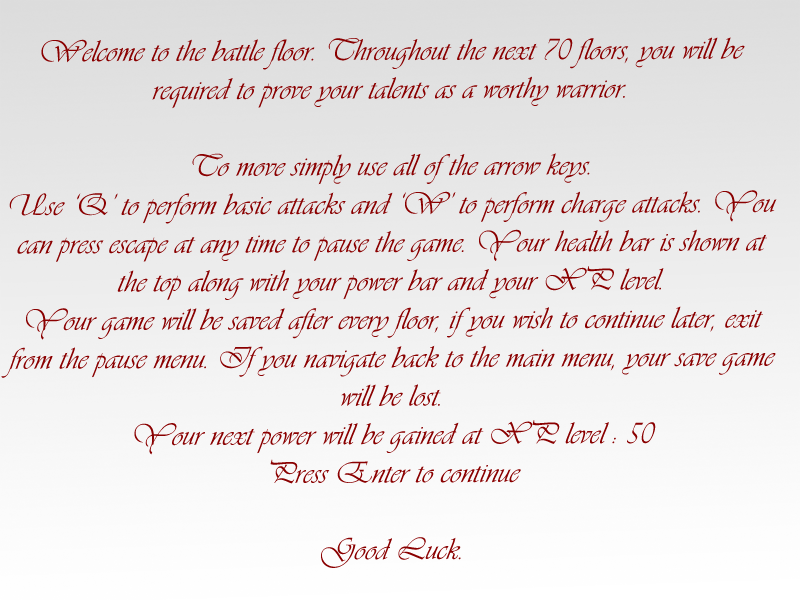 Welcome to the battle floor. Throughout the next 70 floors, you will be
required to prove your talents as a worthy warrior.
To move simply use all of the arrow keys.
Use 'Q' to perform basic attacks and 'W' to perform charge attacks. You
can press escape at any time to pause the game. Your health bar is shown at
the top along with your power bar and your XP level.
Your game will be saved after every floor, if you wish to continue later, exit
from the pause menu. If you navigate back to the main menu, your save game
will be lost.
Your next power will be gained at XP level : 50
Press Enter to continue
Good Luck.